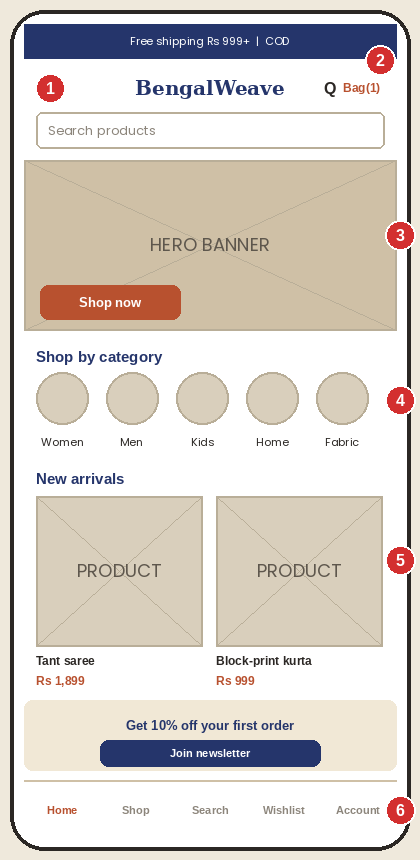 Free shipping Rs 999+ | COD
2
1
BengalWeave
Q Bag(1)
Search products
HERO BANNER
3
Shop now
Shop by category
4
Women Men Kids Home Fabric
New arrivals
PRODUCT PRODUCT
5
Tant saree Block-print kurta
Rs 1,899 Rs 999
Get 10% off your first order
Join newsletter
Home Shop Search Wishlist Account
6